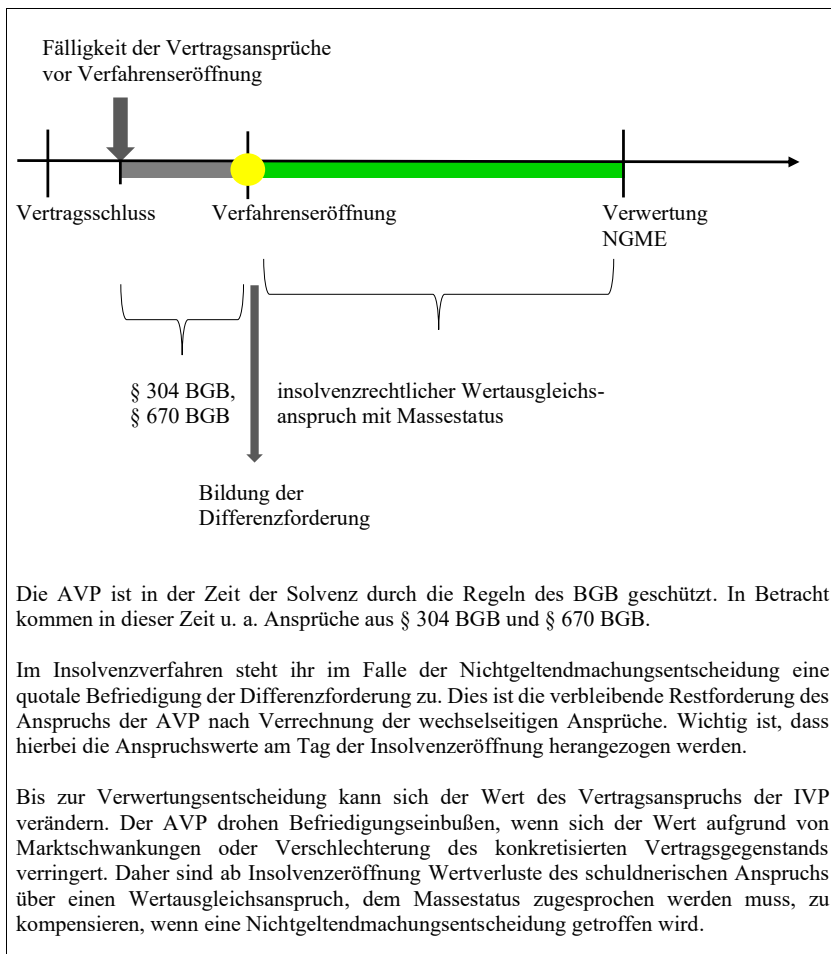 Fälligkeit der Vertragsansprüche
vor Verfahrenseröffnung
Vertragsschluss
Verfahrenseröffnung
Verwertung
NGME
§ 304 BGB,
§ 670 BGB
insolvenzrechtlicher Wertausgleichs-
anspruch mit Massestatus
Bildung der
Differenzforderung
Die AVP ist in der Zeit der Solvenz durch die Regeln des BGB geschützt. In Betracht
kommen in dieser Zeit u. a. Ansprüche aus § 304 BGB und § 670 BGB.
Im Insolvenzverfahren steht ihr im Falle der Nichtgeltendmachungsentscheidung eine
quotale Befriedigung der Differenzforderung zu. Dies ist die verbleibende Restforderung des
Anspruchs der AVP nach Verrechnung der wechselseitigen Ansprüche. Wichtig ist, dass
hierbei die Anspruchswerte am Tag der Insolvenzeröffnung herangezogen werden.
Bis zur Verwertungsentscheidung kann sich der Wert des Vertragsanspruchs der IVP
verändern. Der AVP drohen Befriedigungseinbußen, wenn sich der Wert aufgrund von
Marktschwankungen oder Verschlechterung des konkretisierten Vertragsgegenstands
verringert. Daher sind ab Insolvenzeröffnung Wertverluste des schuldnerischen Anspruchs
über einen Wertausgleichsanspruch, dem Massestatus zugesprochen werden muss, zu
kompensieren, wenn eine Nichtgeltendmachungsentscheidung getroffen wird.